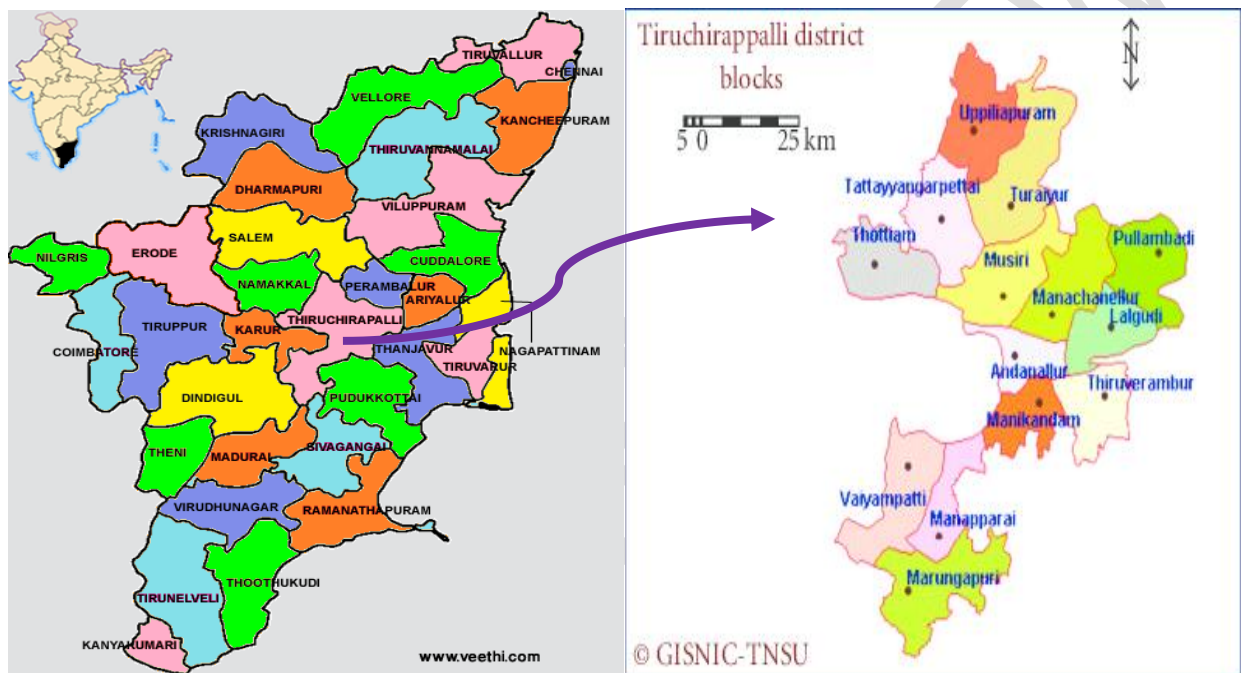 TIRUVALLUR
CHENNAI
VELLORE
KANCHEEPURAM
KRISHNAGIRI
THIRUVANNAMALAI
DHARMAPURI
VILUPPURAM
SALEM
ERODE
NILGRIS
CUDDALORE
NAMAKKAL
PERAMBALUR
ARIYALUR
THIRUCHIRAPALLI
TIRUPPUR
KARUR
COIMBATORE
THANJAVUR
NAGAPATTINAM
TIRUVARUR
DINDIGUL
PUDUKKOTTAI
THENI
MADURAI
SIVAGANGAI
VIRUDHUNAGAR
RAMANATHAPURAM
THOOTHUKUDI
TIRUNELVELI
KANYAKUMARI
www.veethi.com
Tiruchirappalli district
blocks
N
5 0 25 km
Uppiliapuram
Tattayyangarpettai
Turaiyur
Thottiam
Musiri
Pullambadi
Manachanellur
Lalgudi
Andanallur
Thiruverambur
Manikandam
Vaiyampatti
Manapparai
Marungapuri
© GISNIC-TNSU